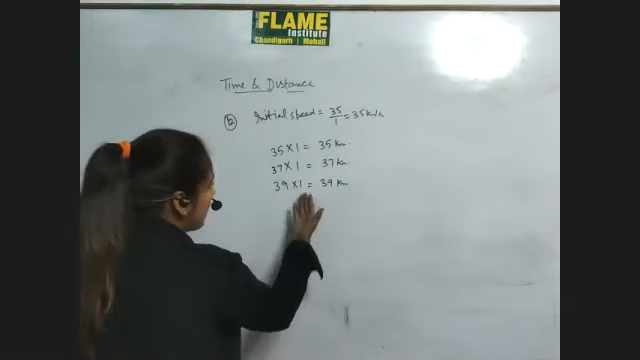 FLAME
Institute
Chandigarh | Mohali
Time & Distance
(2) Initial speed = 35/1 = 35 km/h
35 × 1 = 35 km
37 × 1 = 37 km
39 × 1 = 39 km